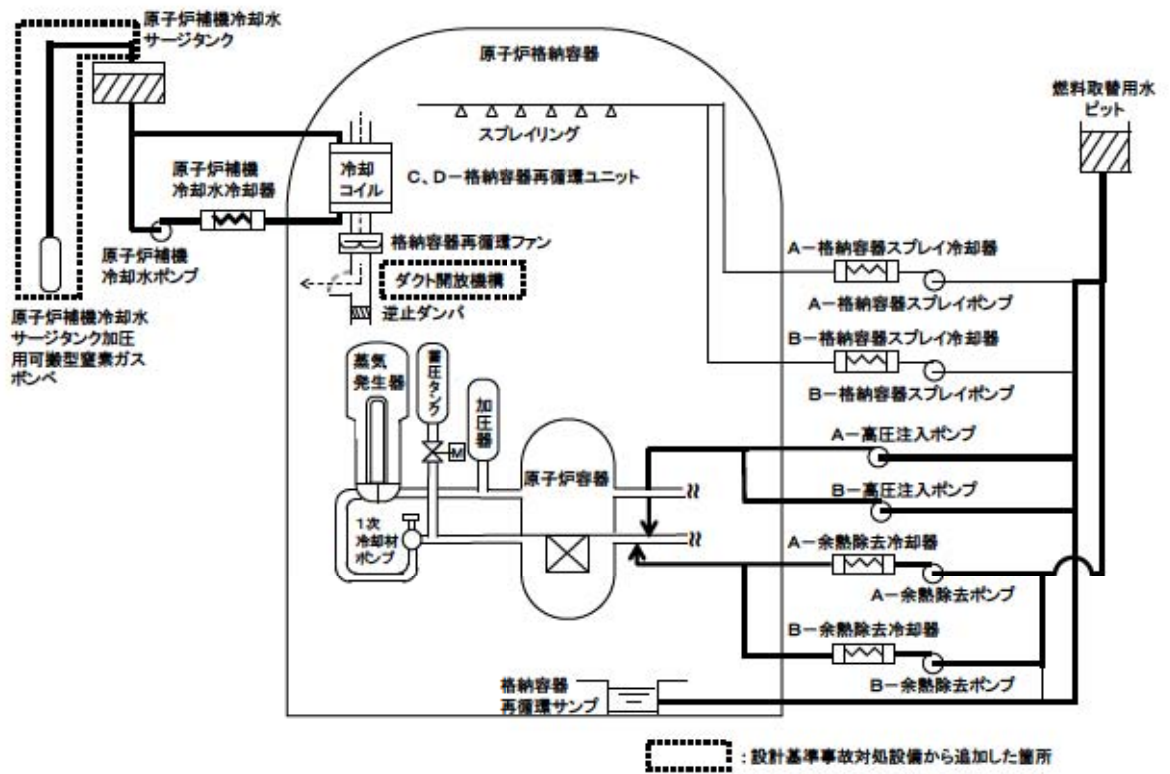 原子炉補機冷却水
サージタンク
原子炉格納容器
燃料取替用水
ピット
スプレイリング
原子炉補機
冷却水冷却器
冷却
コイル
C、D－格納容器再循環ユニット
格納容器再循環ファン
原子炉補機
冷却水ポンプ
ダクト開放機構
逆止ダンパ
原子炉補機冷却水
サージタンク加圧
用可搬型窒素ガス
ボンベ
A－格納容器スプレイ冷却器
A－格納容器スプレイポンプ
B－格納容器スプレイ冷却器
B－格納容器スプレイポンプ
蒸気
発生器
蓄圧タンク
加圧器
M
原子炉容器
1次
冷却材
ポンプ
A－高圧注入ポンプ
B－高圧注入ポンプ
A－余熱除去冷却器
A－余熱除去ポンプ
B－余熱除去冷却器
B－余熱除去ポンプ
格納容器
再循環サンプ
：設計基準事故対処設備から追加した箇所